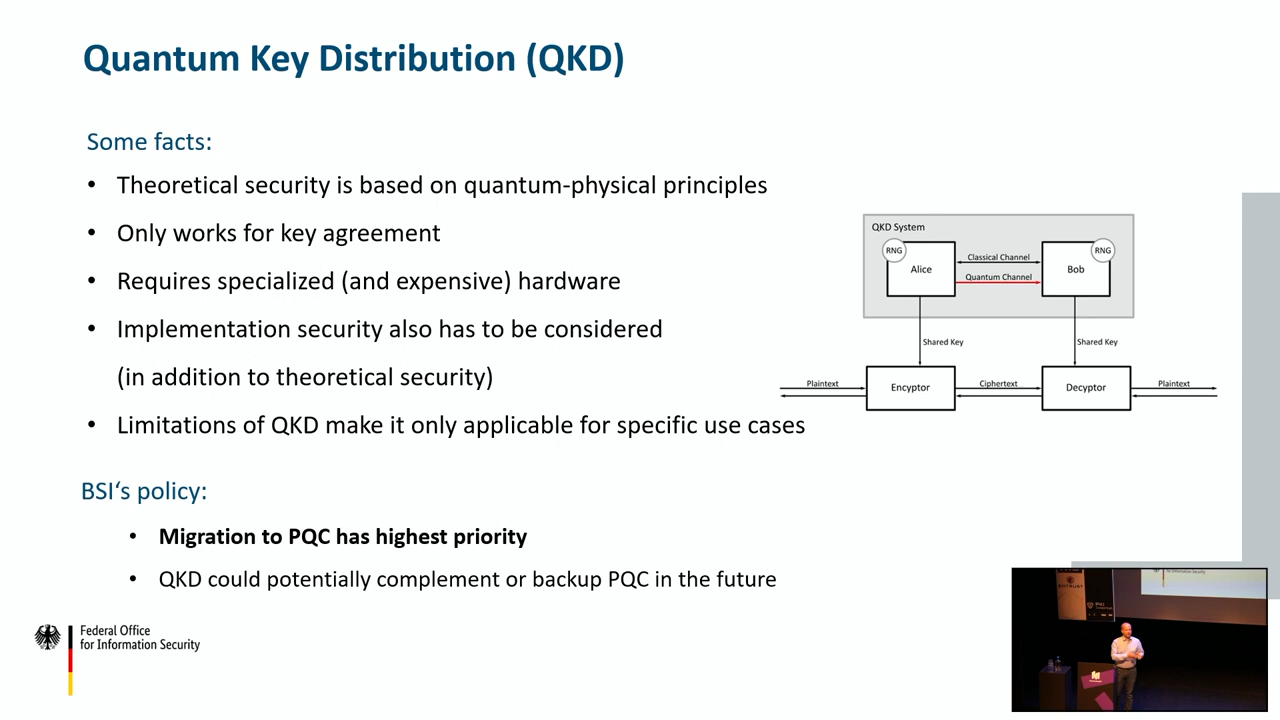 Quantum Key Distribution (QKD)
Some facts:
• Theoretical security is based on quantum-physical principles
• Only works for key agreement
• Requires specialized (and expensive) hardware
• Implementation security also has to be considered
(in addition to theoretical security)
• Limitations of QKD make it only applicable for specific use cases
QKD System
RNG
RNG
Alice
Classical Channel
Quantum Channel
Bob
Shared Key
Shared Key
Plaintext
Encyptor
Ciphertext
Decyptor
Plaintext
BSI‘s policy:
• Migration to PQC has highest priority
• QKD could potentially complement or backup PQC in the future
Federal Office
for Information Security